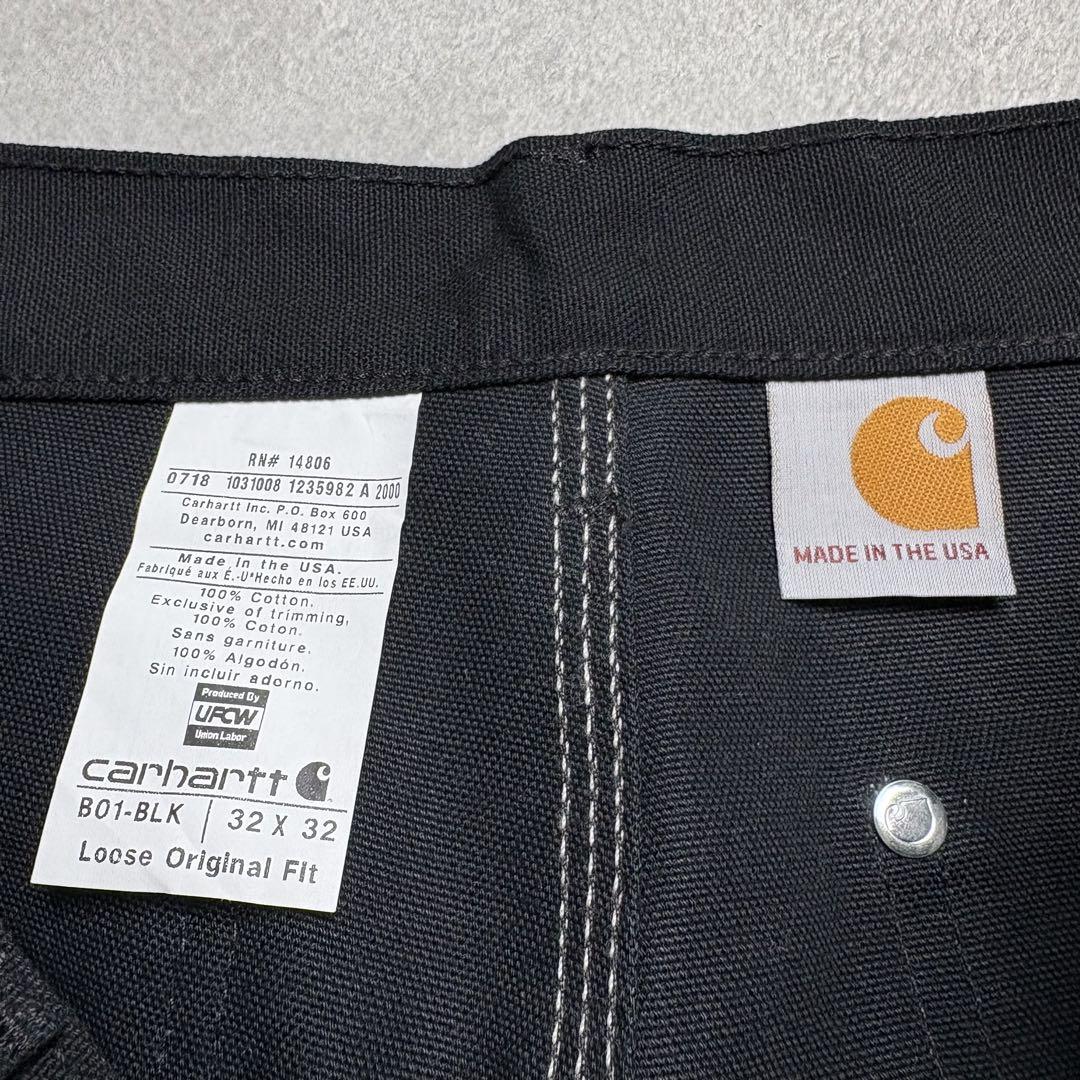 RN# 14806
0718 1031008 1235982 A 2000
Carhartt Inc. P.O. Box 600
Dearborn, MI 48121 USA
carhartt.com
Made in the USA.
Fabriqué aux É.-U*Hecho en los EE.UU.
100% Cotton.
Exclusive of trimming,
100% Coton.
Sans garniture.
100% Algodón.
Sin incluir adorno.
Produced By
UFCW
Union Labor
carhartt
B01-BLK | 32 X 32
Loose Original Fit
MADE IN THE USA